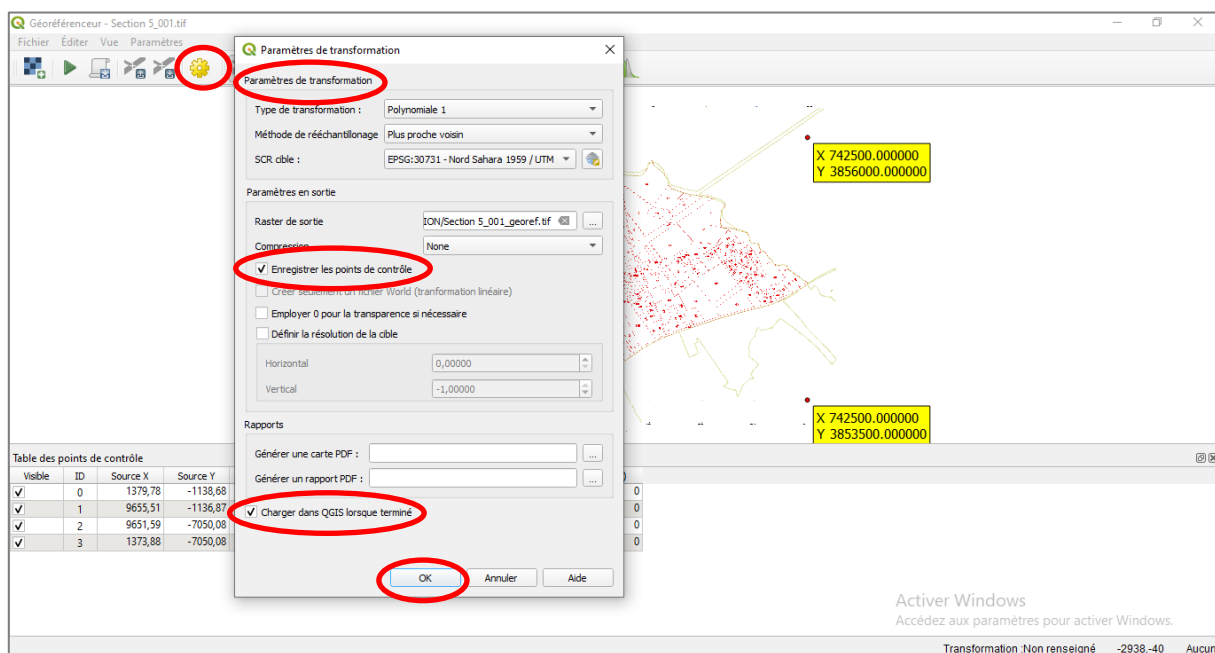 Géoréférenceur - Section 5_001.tif
Fichier Éditer Vue Paramètres
Paramètres de transformation
Paramètres de transformation
Type de transformation : Polynomiale 1
Méthode de rééchantillonage Plus proche voisin
SCR cible : EPSG:30731 - Nord Sahara 1959 / UTM
Paramètres en sortie
Raster de sortie ION/Section 5_001_georef.tif ...
Compression None
Enregistrer les points de contrôle
Créer seulement un fichier World (tranformation linéaire)
Employer 0 pour la transparence si nécessaire
Définir la résolution de la cible
Horizontal 0,00000
Vertical -1,00000
Rapports
Générer une carte PDF : ...
Générer un rapport PDF : ...
Charger dans QGIS lorsque terminé
OK Annuler Aide
X 742500.000000
Y 3856000.000000
X 742500.000000
Y 3853500.000000
Table des points de contrôle
Visible ID Source X Source Y )
0 1379,78 -1138,68 0
1 9655,51 -1136,87 0
2 9651,59 -7050,08 0
3 1373,88 -7050,08 0
Activer Windows
Accédez aux paramètres pour activer Windows.
Transformation :Non renseigné -2938,-40 Aucun